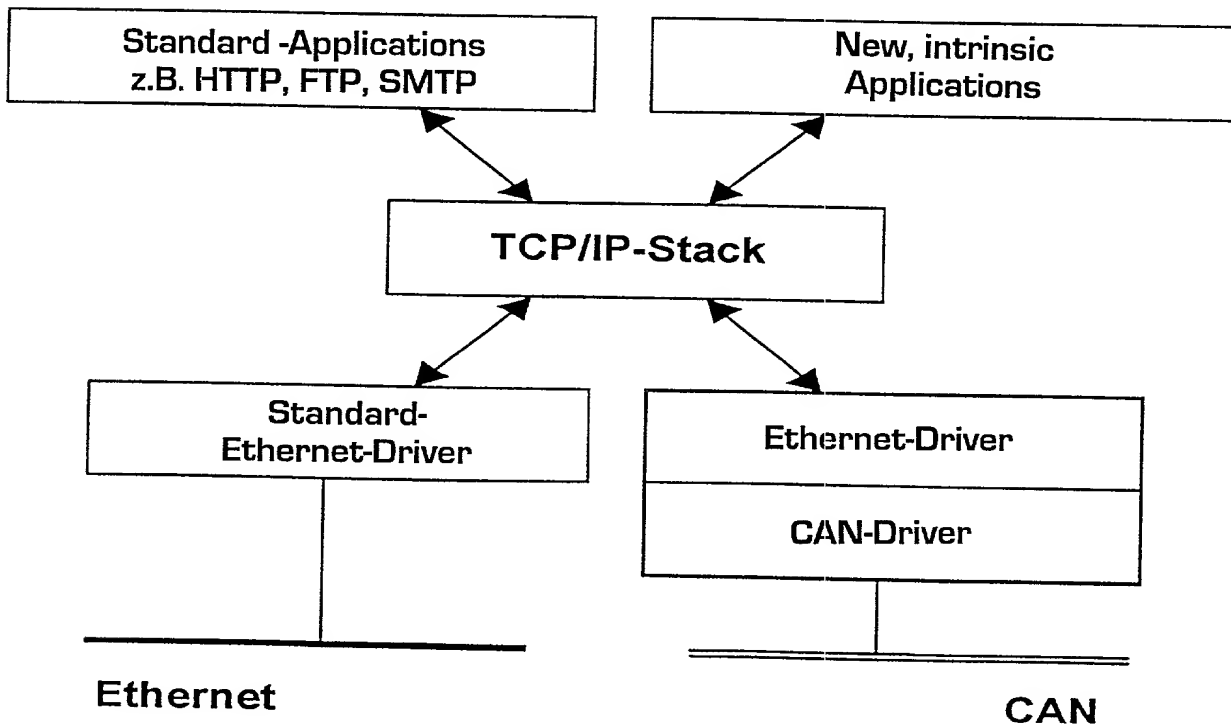 Standard -Applications
z.B. HTTP, FTP, SMTP
New, intrinsic
Applications
TCP/IP-Stack
Standard-
Ethernet-Driver
Ethernet-Driver
CAN-Driver
Ethernet
CAN